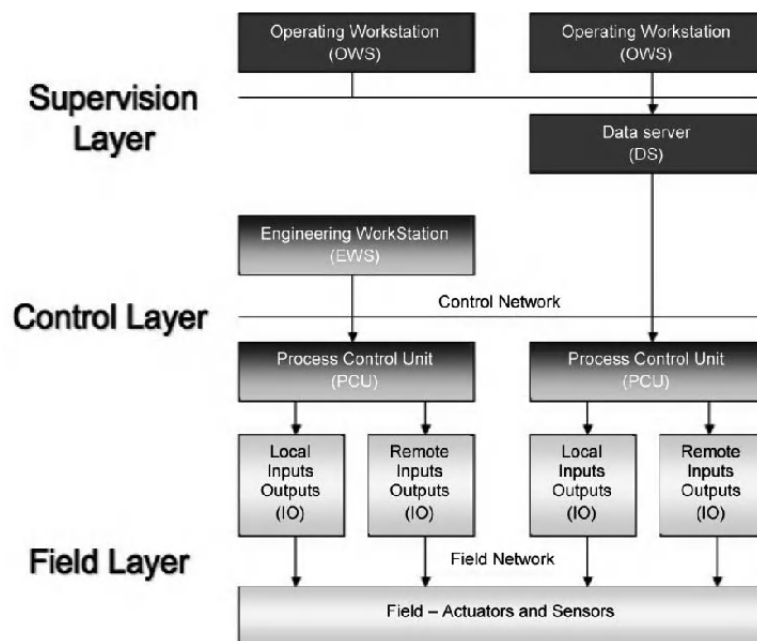 Operating Workstation
(OWS)
Operating Workstation
(OWS)
Supervision
Layer
Data server
(DS)
Engineering WorkStation
(EWS)
Control Network
Control Layer
Process Control Unit
(PCU)
Process Control Unit
(PCU)
Local
Inputs
Outputs
(IO)
Remote
Inputs
Outputs
(IO)
Local
Inputs
Outputs
(IO)
Remote
Inputs
Outputs
(IO)
Field Layer
Field Network
Field – Actuators and Sensors